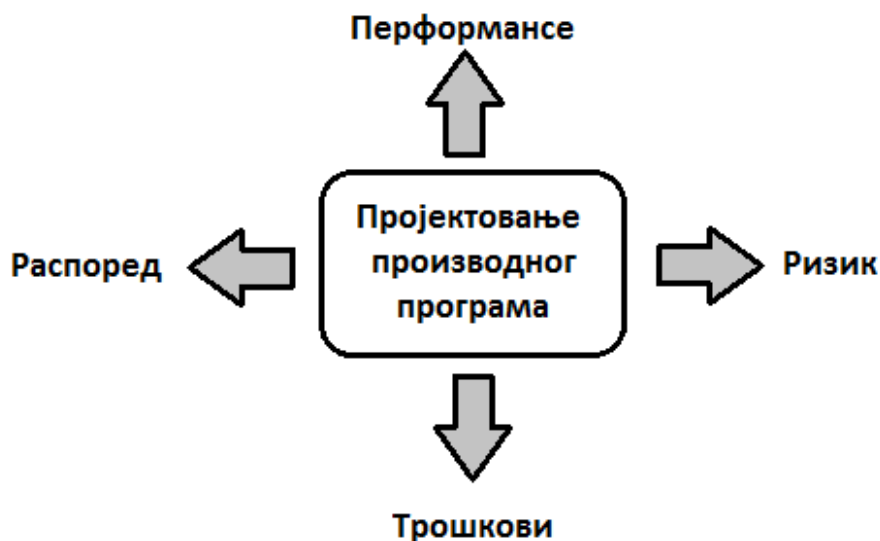 Перформансе
Пројектовање
производног
програма
Распоред
Ризик
Трошкови